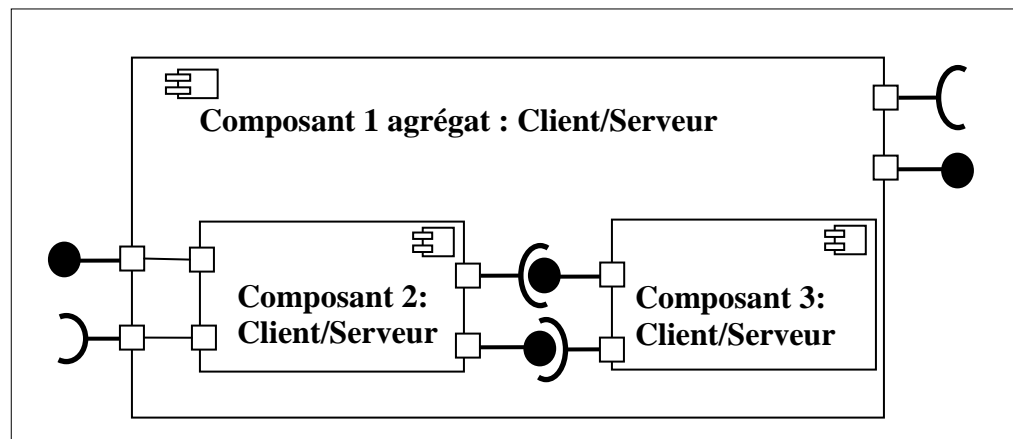 Composant 1 agrégat : Client/Serveur
Composant 2:
Client/Serveur
Composant 3:
Client/Serveur